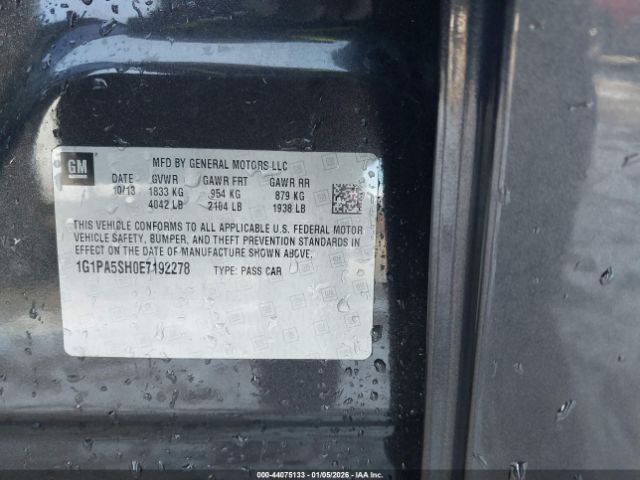 GM
MFD BY GENERAL MOTORS LLC
DATE GVWR GAWR FRT GAWR RR
10/13 1833 KG 954 KG 879 KG
4042 LB 2104 LB 1938 LB
THIS VEHICLE CONFORMS TO ALL APPLICABLE U.S. FEDERAL MOTOR
VEHICLE SAFETY, BUMPER, AND THEFT PREVENTION STANDARDS IN
EFFECT ON THE DATE OF MANUFACTURE SHOWN ABOVE.
1G1PA5SH0E7192278 TYPE: PASS CAR
000-44075133 | 01/05/2026 - IAA Inc.